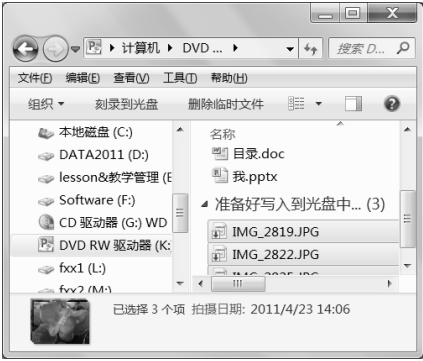 计算机 ▸ DVD ... ▸ 搜索 D...
文件(F) 编辑(E) 查看(V) 工具(T) 帮助(H)
组织 刻录到光盘 删除临时文件
本地磁盘 (C:)
DATA2011 (D:)
lesson&教学管理 (E
Software (F:)
CD 驱动器 (G:) WD
DVD RW 驱动器 (K:
fxx1 (L:)
fxx2 (M:)
名称
目录.doc
我.pptx
准备好写入到光盘中... (3)
IMG_2819.JPG
IMG_2822.JPG
IMG_2825.JPG
已选择 3 个项 拍摄日期: 2011/4/23 14:06